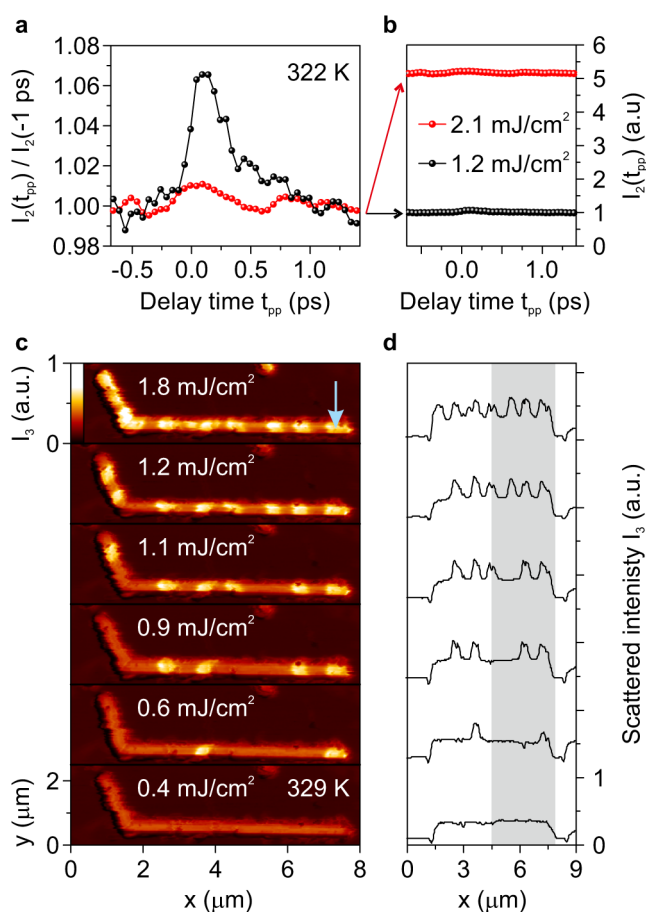 a
b
I₂(tpp) / I₂(-1 ps)
1.08
1.06
1.04
1.02
1.00
0.98
322 K
-0.5
0.0
0.5
1.0
Delay time tpp (ps)
2.1 mJ/cm²
1.2 mJ/cm²
0.0
1.0
Delay time tpp (ps)
6
5
4
3
2
1
0
I₂(tpp) (a.u)
c
d
I₃ (a.u.)
1
0
1.8 mJ/cm²
1.2 mJ/cm²
1.1 mJ/cm²
0.9 mJ/cm²
0.6 mJ/cm²
0.4 mJ/cm²
329 K
y (μm)
2
0
0
2
4
6
8
x (μm)
0
3
6
9
x (μm)
1
0
Scattered intenisty I₃ (a.u.)